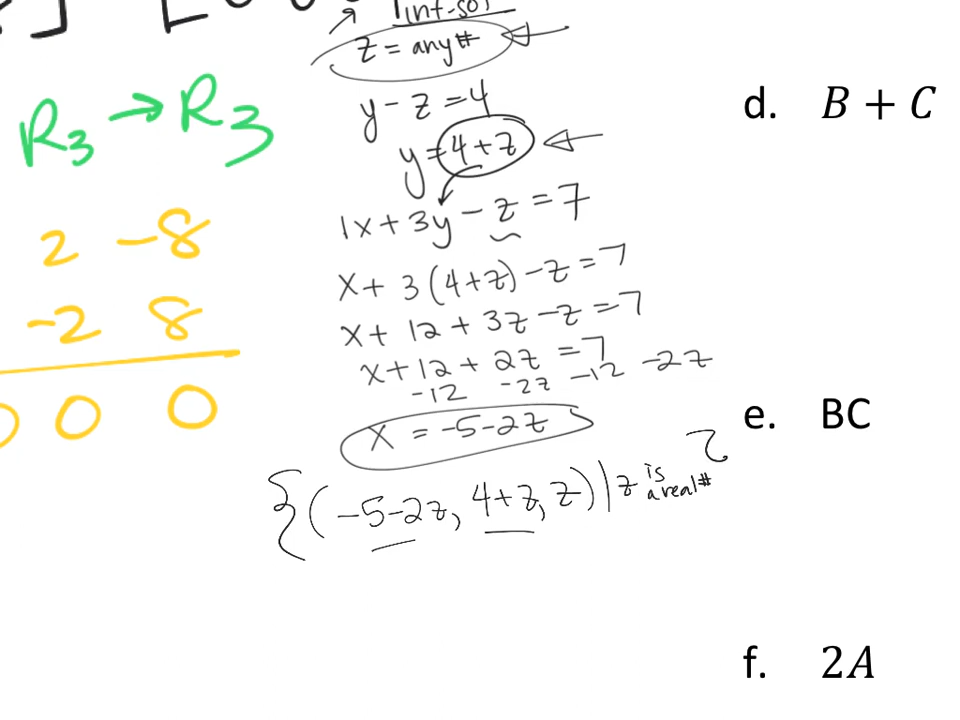 ] [
inf-sol
z = any #
R₃ → R₃
y - z = 4
y = 4 + z
2 -8
1x + 3y - z = 7
x + 3(4+z) - z = 7
-2 8
x + 12 + 3z - z = 7
x + 12 + 2z = 7
-12 -2z -12 -2z
0 0 0
x = -5 - 2z
{(-5-2z, 4+z, z) | z is a real #}
d. B + C
e. BC
f. 2A